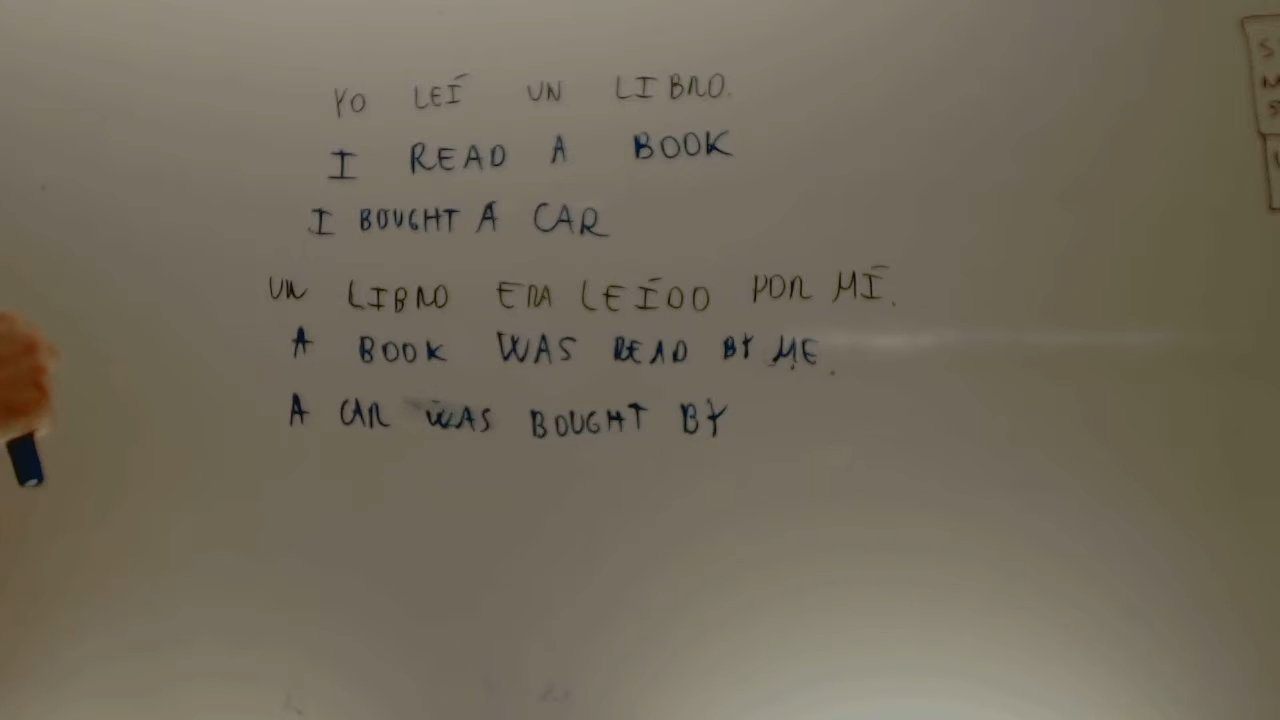 YO LEÍ UN LIBRO.
I READ A BOOK
I BOUGHT A CAR
UN LIBRO ERA LEÍDO POR MÍ.
A BOOK WAS READ BY ME.
A CAR WAS BOUGHT BY